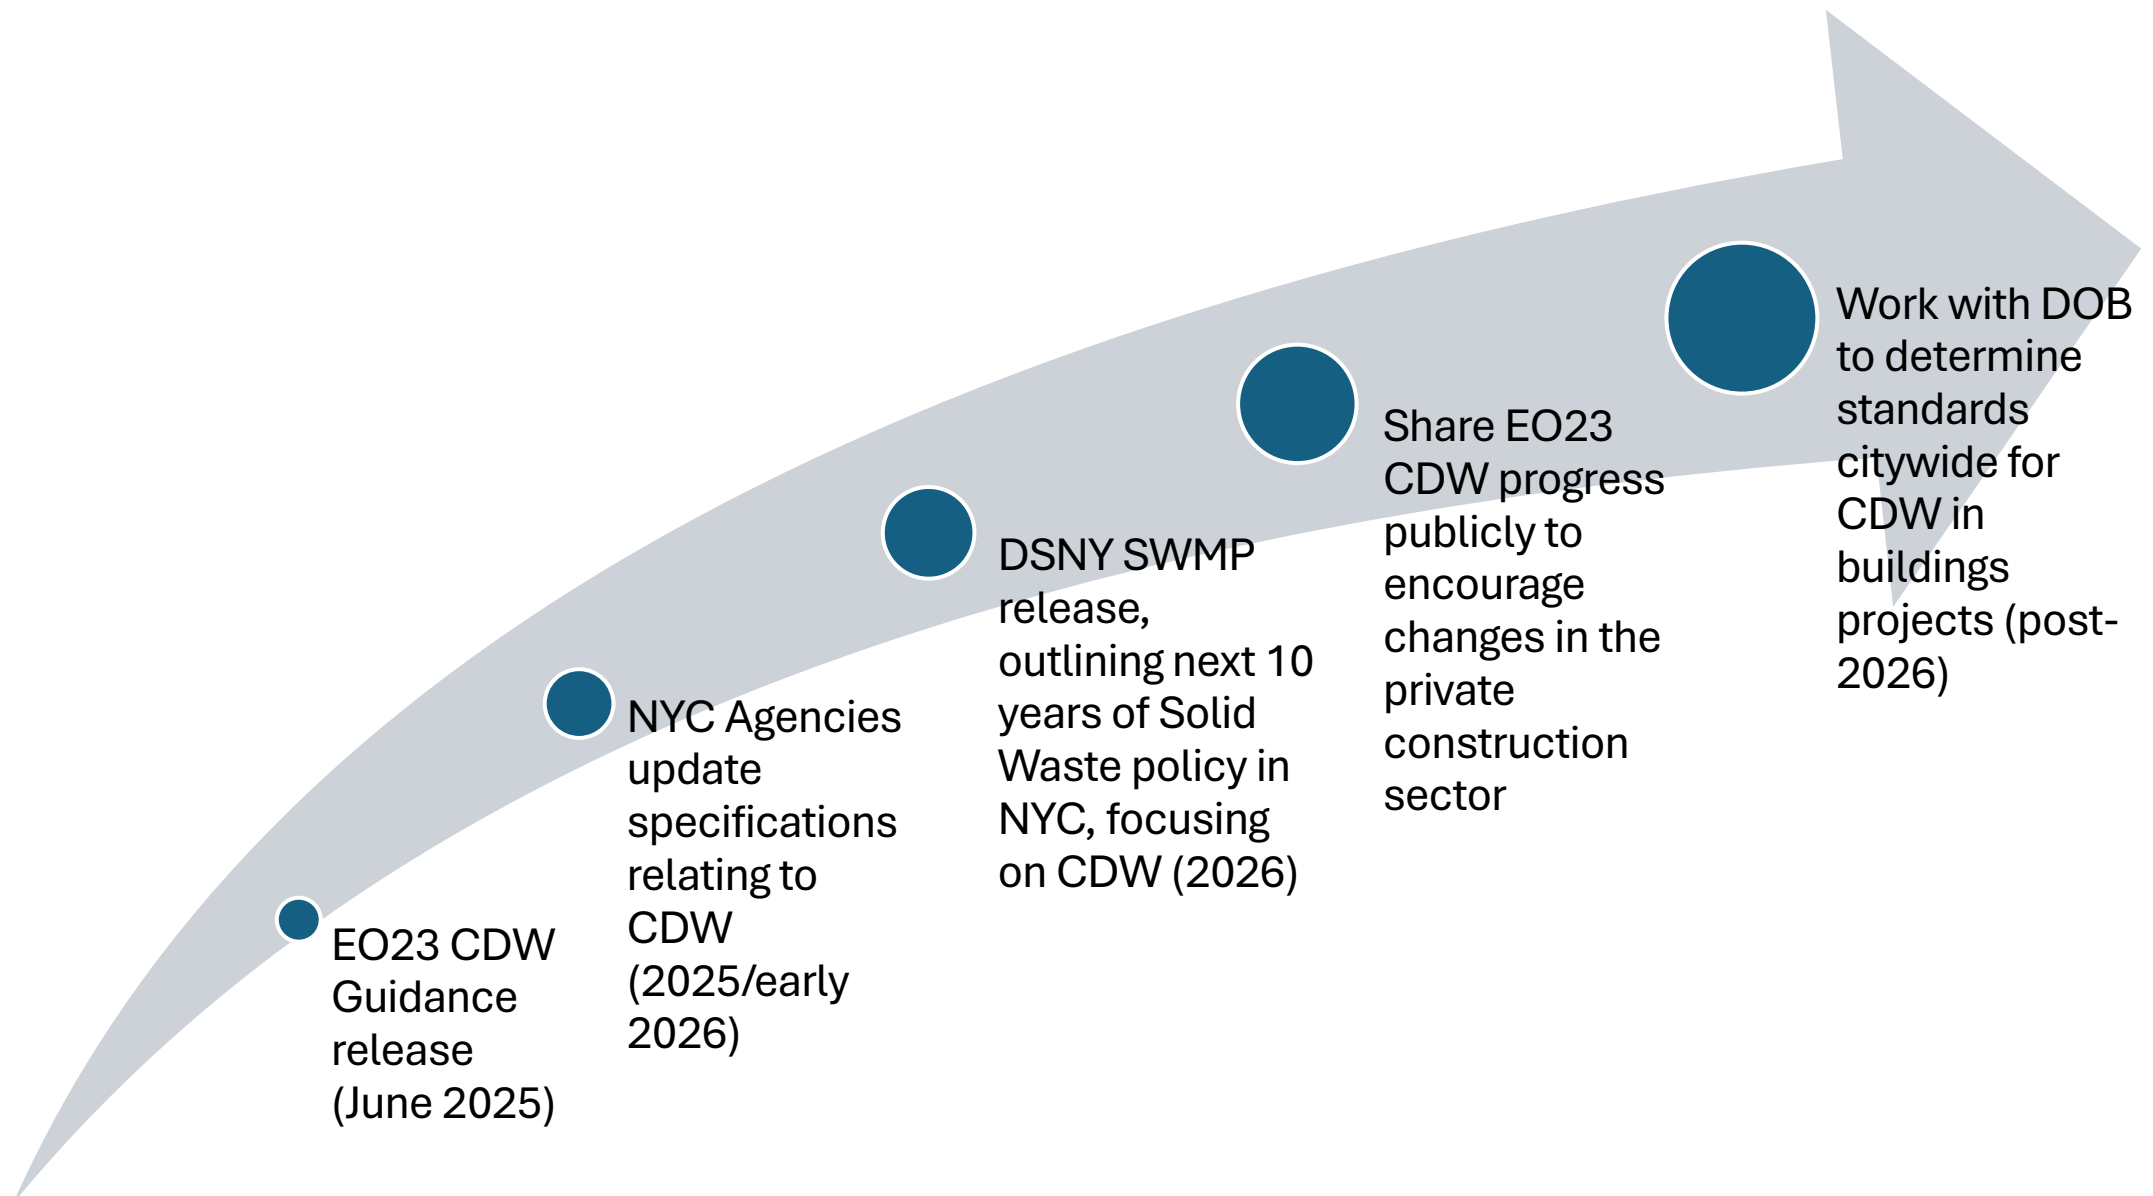 EO23 CDW
Guidance
release
(June 2025)
NYC Agencies
update
specifications
relating to
CDW
(2025/early
2026)
DSNY SWMP
release,
outlining next 10
years of Solid
Waste policy in
NYC, focusing
on CDW (2026)
Share EO23
CDW progress
publicly to
encourage
changes in the
private
construction
sector
Work with DOB
to determine
standards
citywide for
CDW in
buildings
projects (post-
2026)